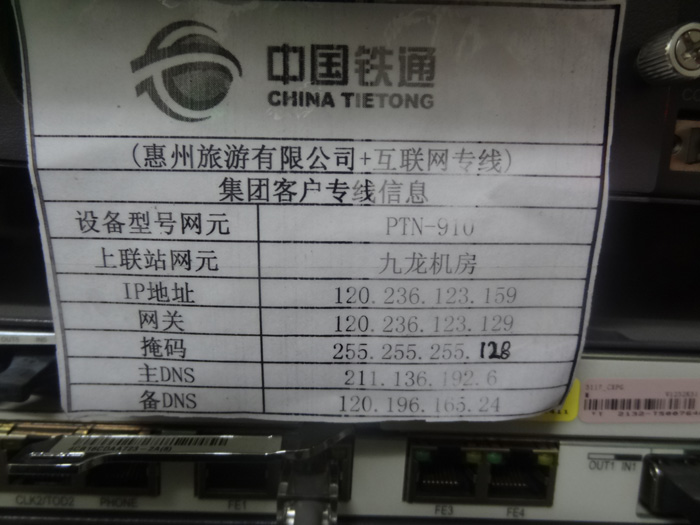 中国铁通
CHINA TIETONG
(惠州旅游有限公司+互联网专线)
集团客户专线信息
设备型号网元 PTN-910
上联站网元 九龙机房
IP地址 120.236.123.159
网关 120.236.123.129
掩码 255.255.255.128
主DNS 211.136.192.6
备DNS 120.196.165.24
OUT1 IN1
CLK2/TOD2
PHONE
FE1
FE3
FE4